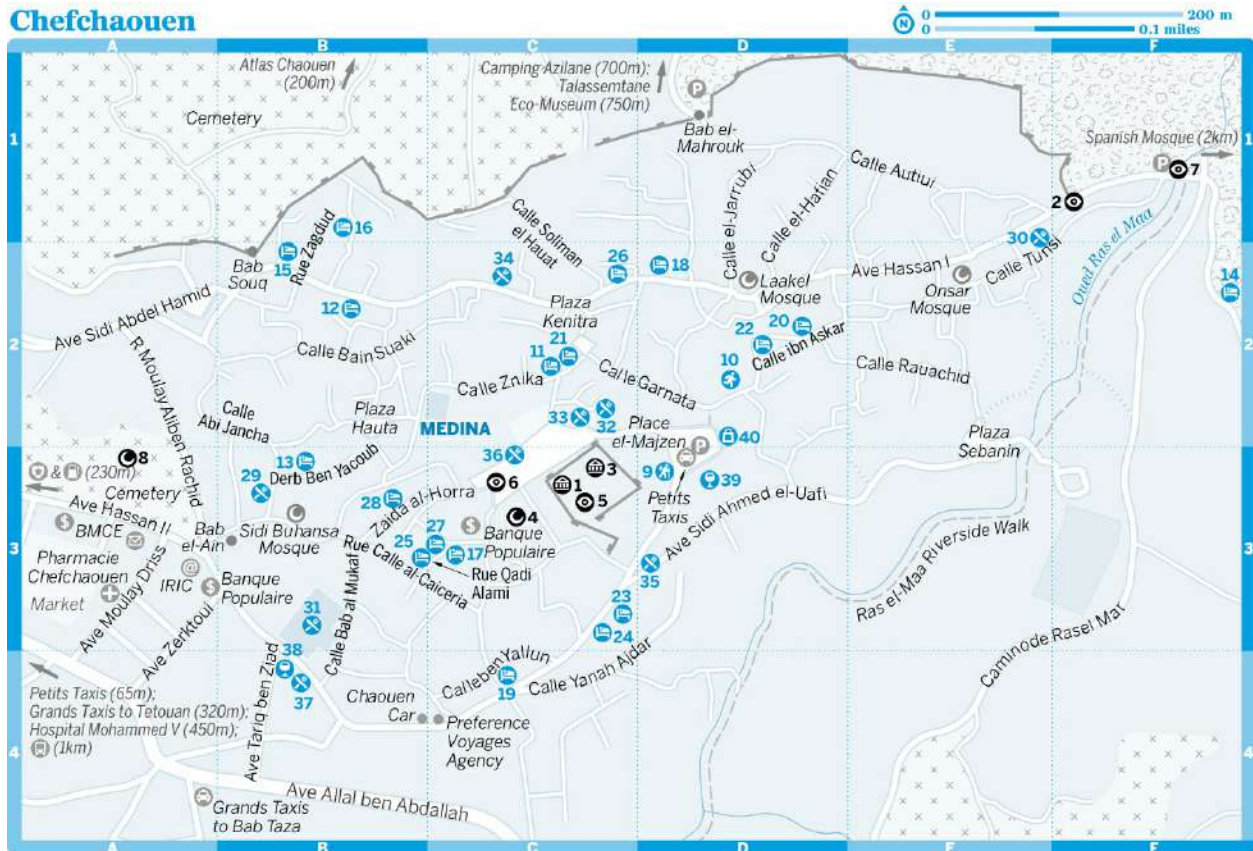 Chefchaouen
N
0 200 m
0 0.1 miles
A B C D E F
Atlas Chaouen
(200m)
Camping Azilane (700m);
Talassemtane
Eco-Museum (750m)
P
Cemetery
1
Bab el-
Mahrouk
Spanish Mosque (2km)
1
P
7
Calle Autiui
2
16
Rue Zagdud
Calle Soliman
el Hauat
Calle el-Jarrubi
Calle el-Hafian
30
Calle Tunsi
Oued Ras el Maa
15
Bab
Souq
34
26
18
Laakel
Mosque
Ave Hassan I
Onsar
Mosque
14
Ave Sidi Abdel Hamid
12
Plaza
Kenitra
2
Calle Bain Suaki
21
11
22
20
Calle ibn Askar
2
R Moulay Aliben Rachid
Calle Znika
Calle Garnata
10
Calle Rauachid
Calle
Abi Jancha
Plaza
Hauta
MEDINA
33
32
Place
el-Majzen
P
40
Plaza
Sebanin
8
& (230m)
Cemetery
29
13
Derb Ben Yacoub
36
6
3
1
5
9
39
Petits
Taxis
28
Zaida al-Horra
4
Ave Hassan II
$
BMCE
Bab
el-Ain
Sidi Buhansa
Mosque
27
25
17
$
Banque
Populaire
Rue Calle al-Caiceria
Rue Qadi
Alami
Ave Sidi Ahmed el-Uafi
35
3
3
Pharmacie
Chefchaouen
Market
@
IRIC
$
Banque
Populaire
Ave Moulay Driss
Ave Zerktoui
31
Calle Bab al Mukaf
23
24
Ras el-Maa Riverside Walk
Caminode Rasel Mat
38
37
Calleben Yallun
19
Calle Yanah Ajdar
Petits Taxis (65m);
Grands Taxis to Tetouan (320m);
Hospital Mohammed V (450m);
(1km)
Ave Tariq ben Ziad
Chaouen
Car
Preference
Voyages
Agency
4
4
Ave Allal ben Abdallah
Grands Taxis
to Bab Taza
A B C D E F